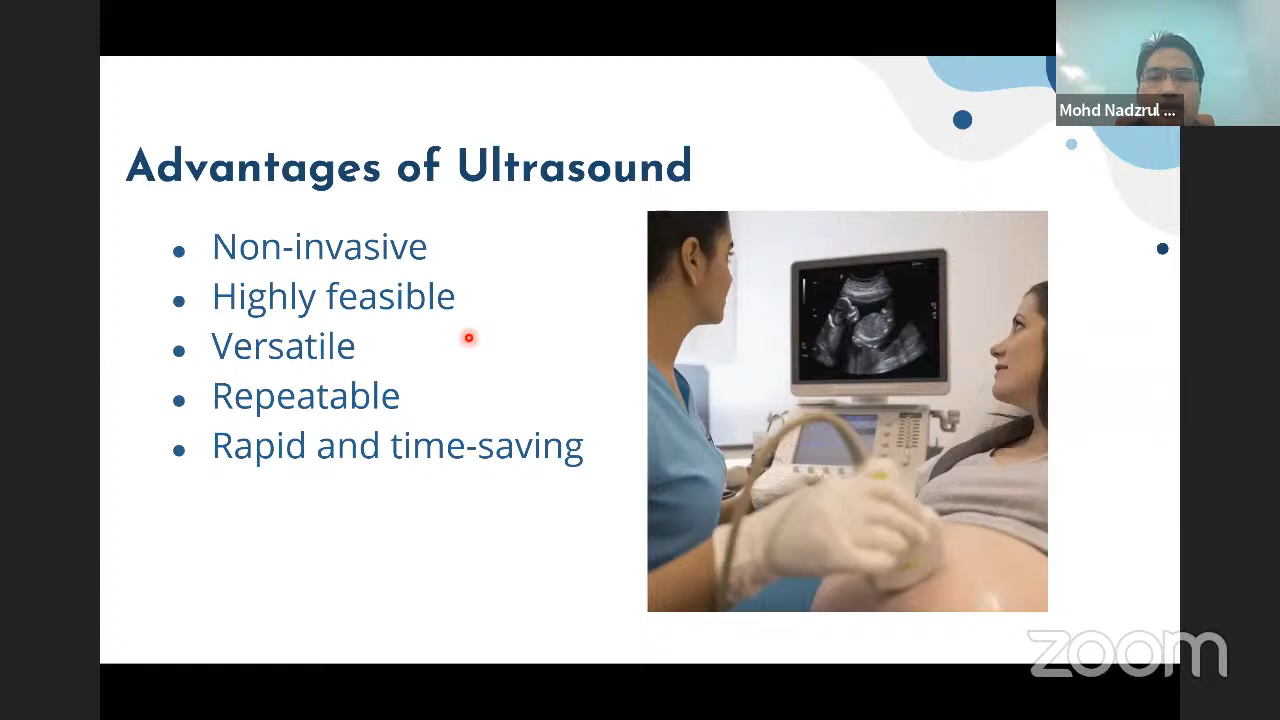 Mohd Nadzrul ...
Advantages of Ultrasound
• Non-invasive
• Highly feasible
• Versatile
• Repeatable
• Rapid and time-saving
zoom